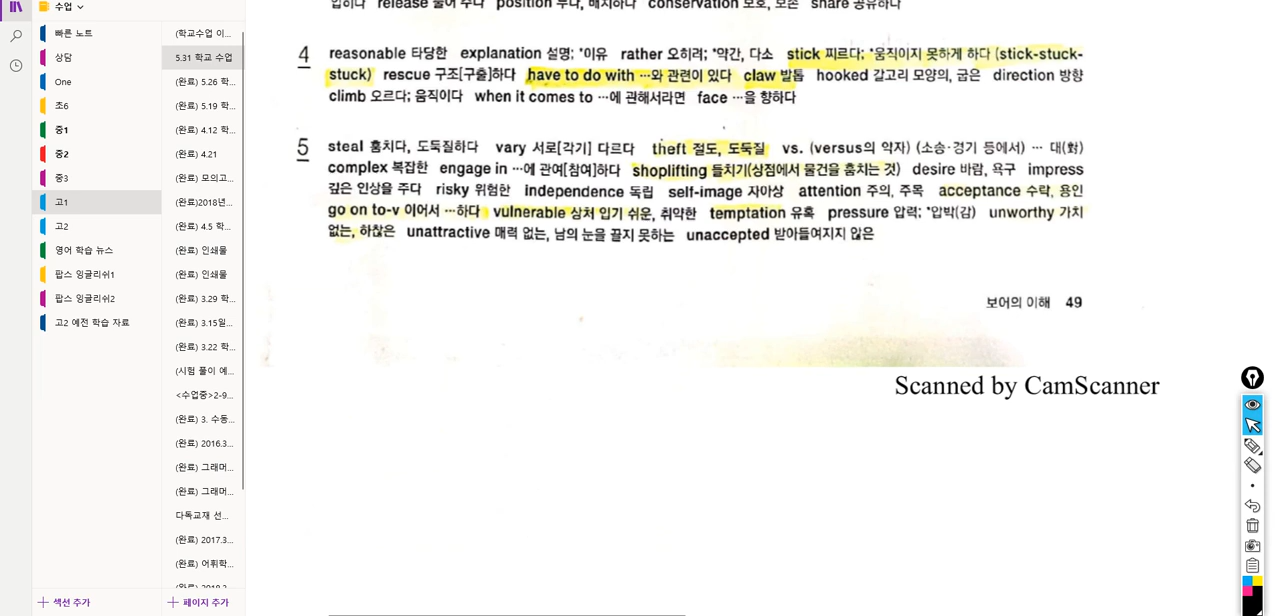 수업
빠른 노트
상담
One
초6
중1
중2
중3
고1
고2
영어 학습 뉴스
팝스 잉글리쉬1
팝스 잉글리쉬2
고2 예전 학습 자료
섹션 추가
(학교수업 이...
5.31 학교 수업
(완료) 5.26 학...
(완료) 5.19 학...
(완료) 4.12 학...
(완료) 4.21
(완료) 모의고...
(완료)2018년...
(완료) 4.5 학...
(완료) 인쇄물
(완료) 인쇄물
(완료) 3.29 학...
(완료) 3.15일...
(완료) 3.22 학...
(시험 풀이 예...
<수업중>2-9...
(완료) 3. 수동...
(완료) 2016.3...
(완료) 그래머...
(완료) 그래머...
다독교재 선...
(완료) 2017.3...
(완료) 어휘학...
(완료) 2018.3...
페이지 추가
release 풀어 주다 position 두다, 배치하다 conservation 보호, 보존 share 공유하다
4 reasonable 타당한 explanation 설명; *이유 rather 오히려; *약간, 다소 stick 찌르다; *움직이지 못하게 하다 (stick-stuck-
stuck) rescue 구조[구출]하다 have to do with …와 관련이 있다 claw 발톱 hooked 갈고리 모양의, 굽은 direction 방향
climb 오르다; 움직이다 when it comes to …에 관해서라면 face …을 향하다
5 steal 훔치다, 도둑질하다 vary 서로[각기] 다르다 theft 절도, 도둑질 vs. (versus의 약자) (소송·경기 등에서) … 대(對)
complex 복잡한 engage in …에 관여[참여]하다 shoplifting 들치기(상점에서 물건을 훔치는 것) desire 바람, 욕구 impress
깊은 인상을 주다 risky 위험한 independence 독립 self-image 자아상 attention 주의, 주목 acceptance 수락, 용인
go on to-v 이어서 …하다 vulnerable 상처 입기 쉬운, 취약한 temptation 유혹 pressure 압력; *압박(감) unworthy 가치
없는, 하찮은 unattractive 매력 없는, 남의 눈을 끌지 못하는 unaccepted 받아들여지지 않은
보어의 이해 49
Scanned by CamScanner